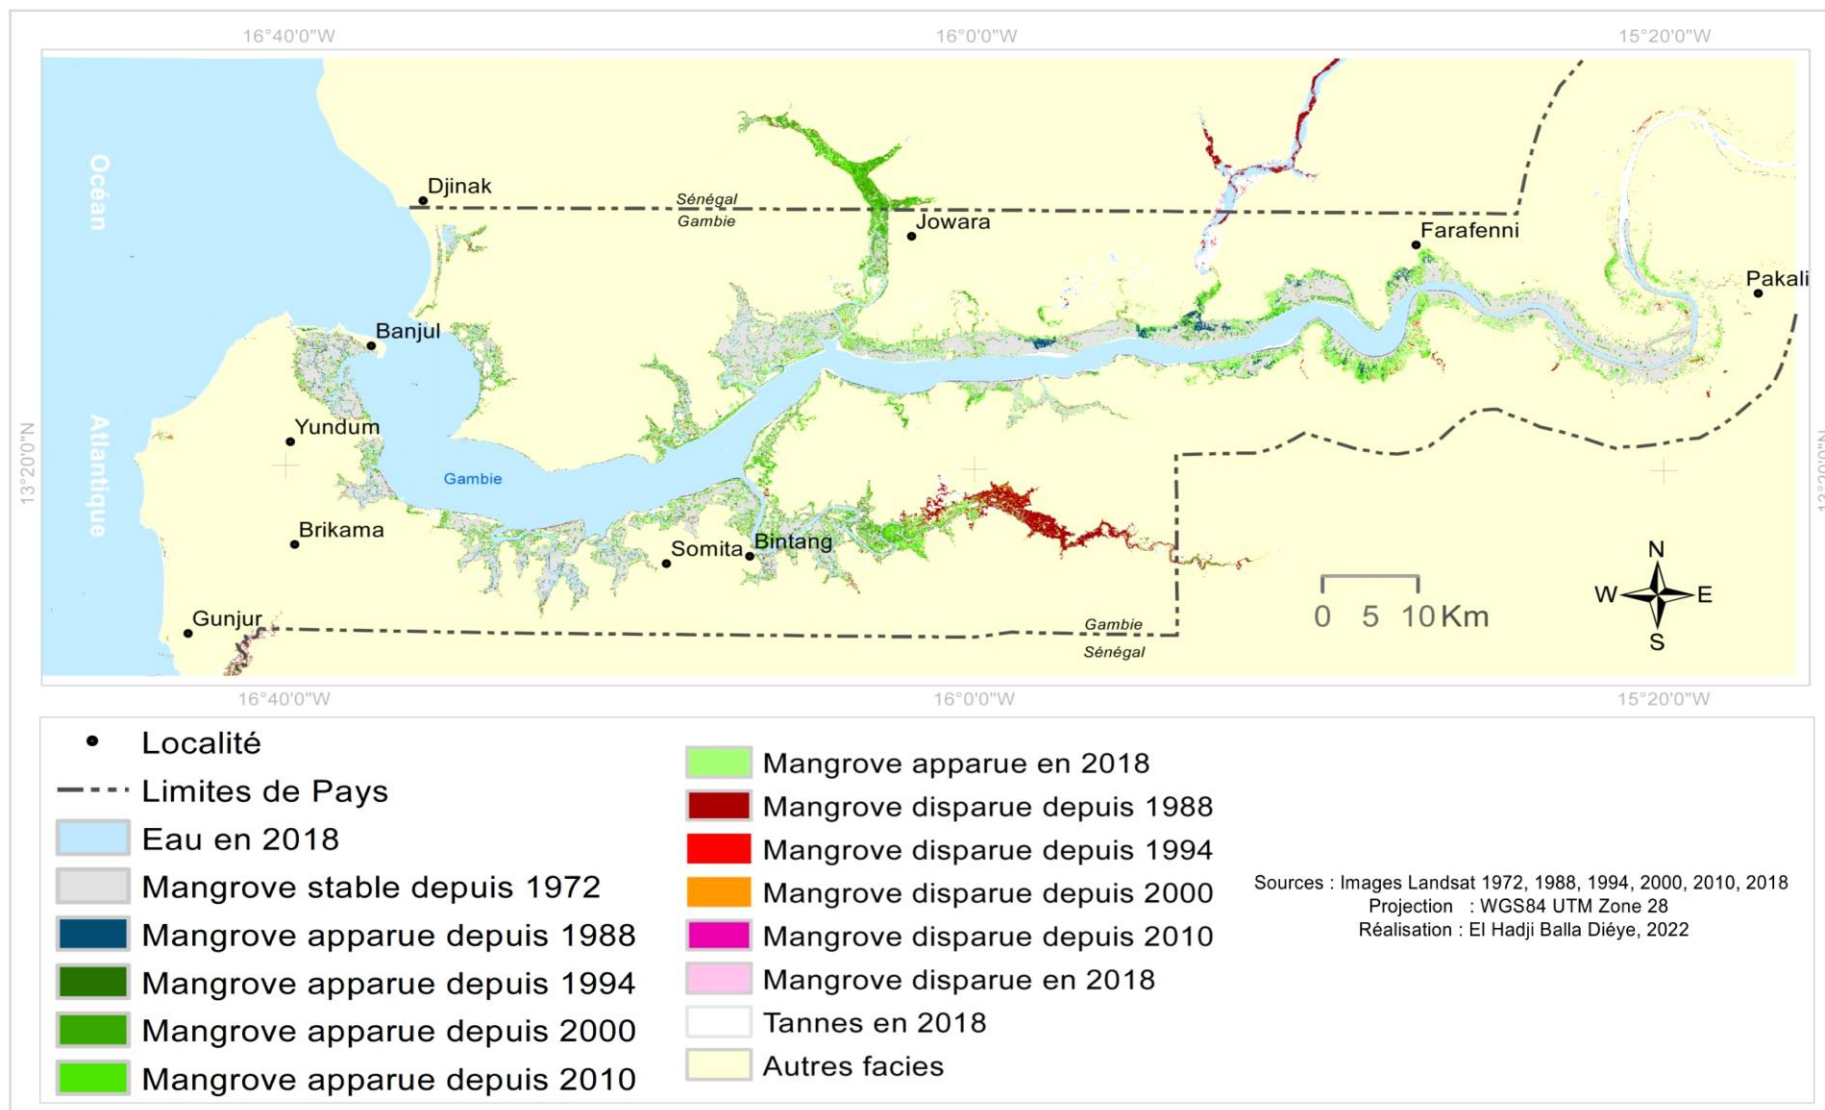 16°40'0"W
16°0'0"W
15°20'0"W
Océan
Atlantique
13°20'0"N
13°20'0"N
Djinak
Sénégal
Gambie
Jowara
Farafenni
Pakali
Banjul
Yundum
Gambie
Brikama
Somita
Bintang
Gunjur
Gambie
Sénégal
N
W
E
S
0 5 10 Km
16°40'0"W
16°0'0"W
15°20'0"W
Localité
Limites de Pays
Eau en 2018
Mangrove stable depuis 1972
Mangrove apparue depuis 1988
Mangrove apparue depuis 1994
Mangrove apparue depuis 2000
Mangrove apparue depuis 2010
Mangrove apparue en 2018
Mangrove disparue depuis 1988
Mangrove disparue depuis 1994
Mangrove disparue depuis 2000
Mangrove disparue depuis 2010
Mangrove disparue en 2018
Tannes en 2018
Autres facies
Sources : Images Landsat 1972, 1988, 1994, 2000, 2010, 2018
Projection : WGS84 UTM Zone 28
Réalisation : El Hadji Balla Diéye, 2022